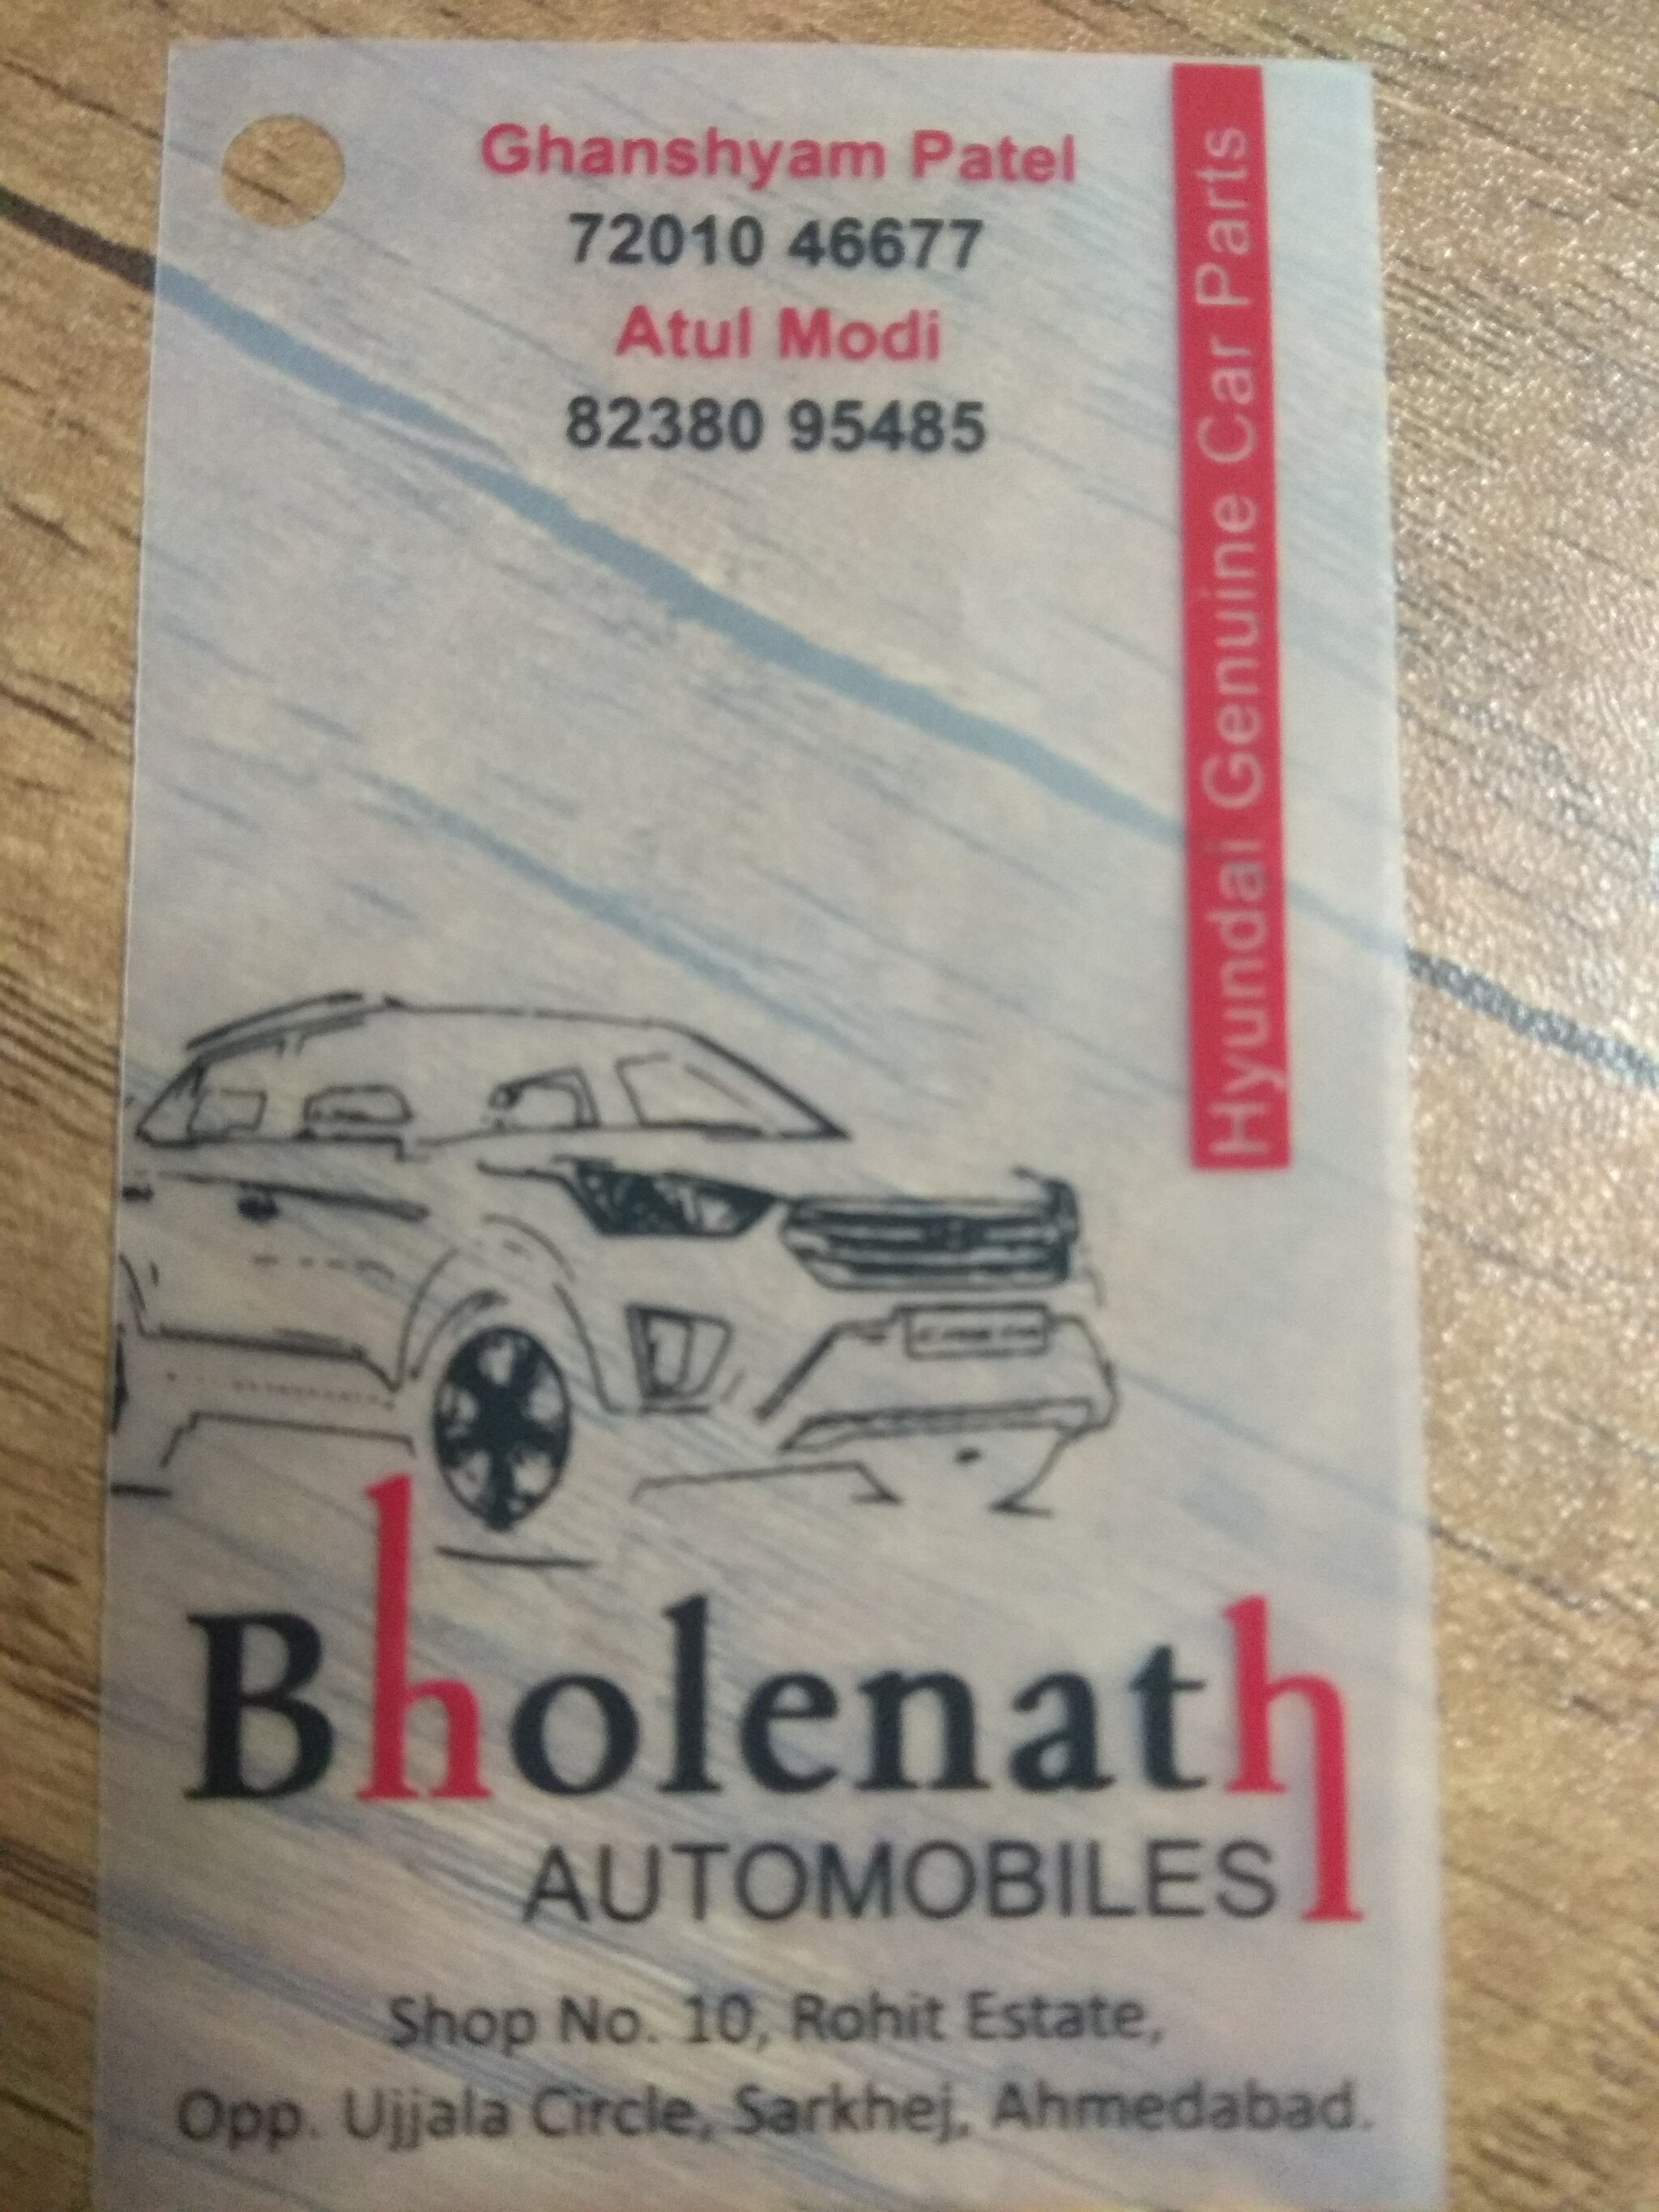 Ghanshyam Patel
72010 46677
Atul Modi
82380 95485
Hyundai Genuine Car Parts
Bholenath
AUTOMOBILES
Shop No. 10, Rohit Estate,
Opp. Ujjala Circle, Sarkhej, Ahmedabad.